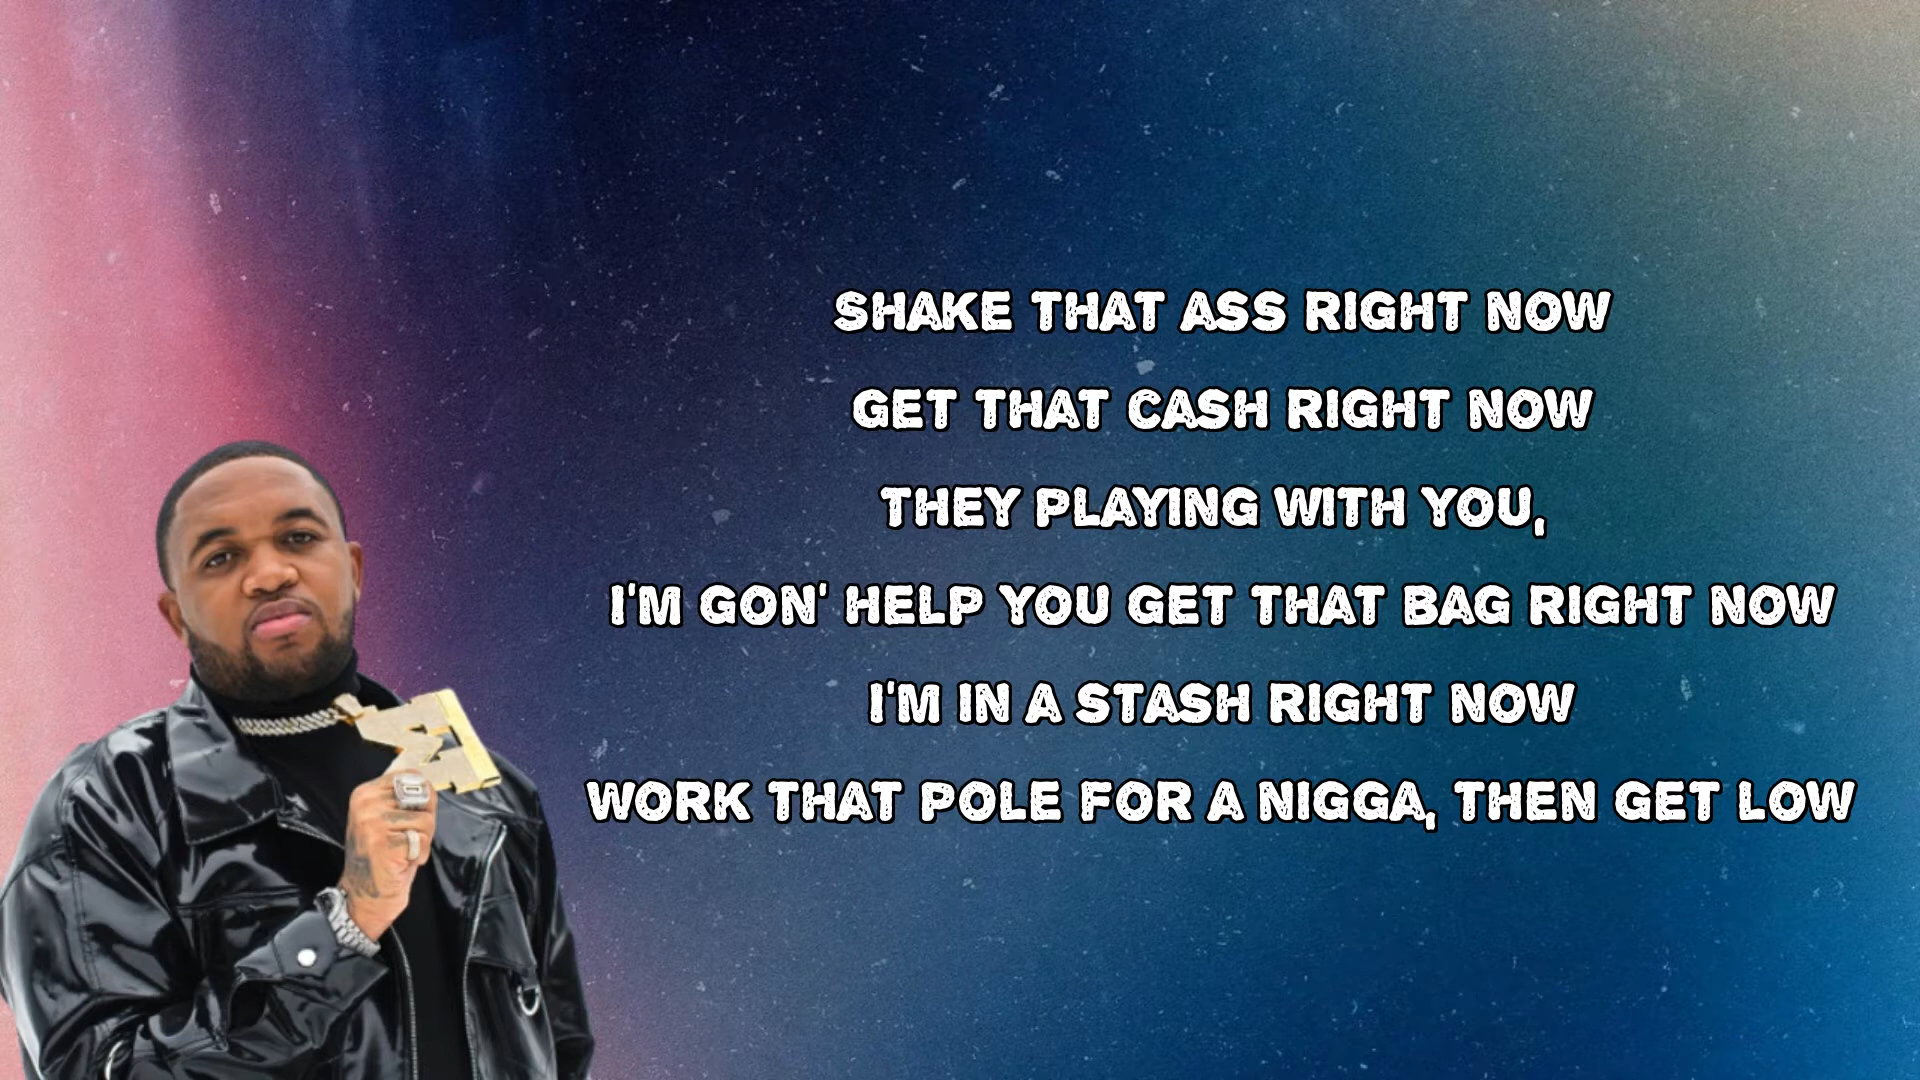 SHAKE THAT ASS RIGHT NOW
GET THAT CASH RIGHT NOW
THEY PLAYING WITH YOU,
I'M GON' HELP YOU GET THAT BAG RIGHT NOW
I'M IN A STASH RIGHT NOW
WORK THAT POLE FOR A NIGGA, THEN GET LOW